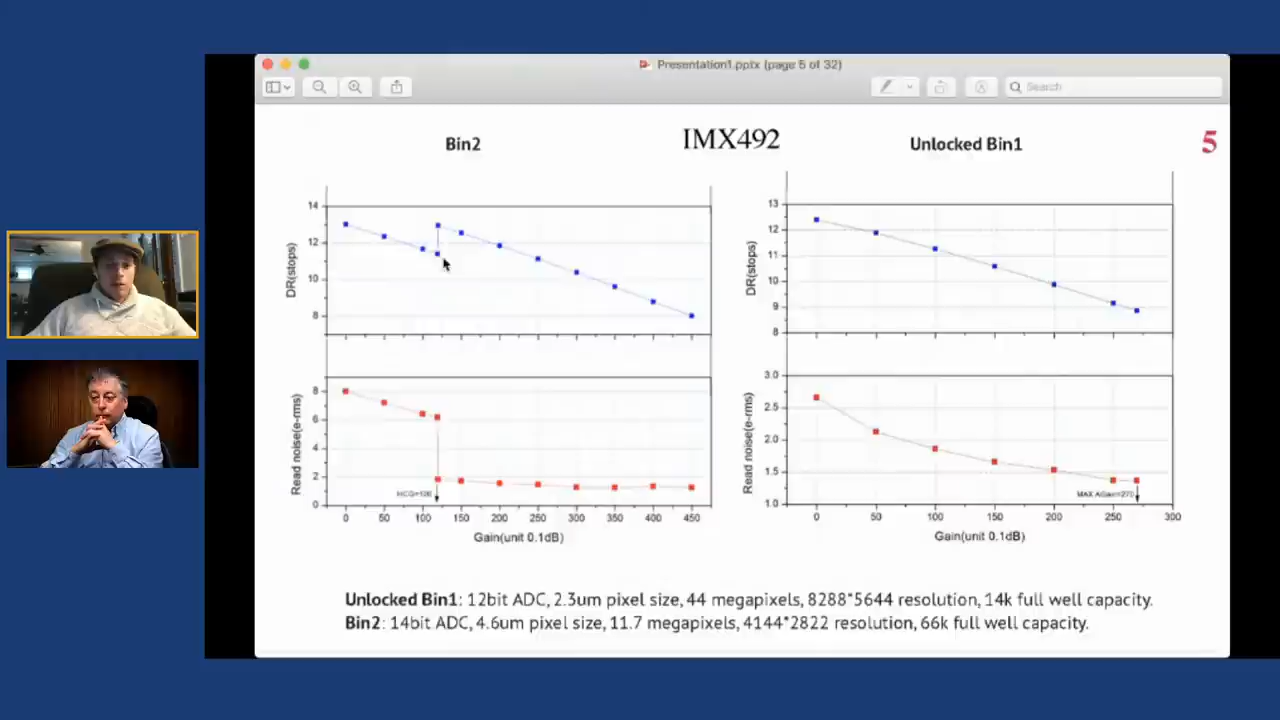 Presentation1.pptx (page 5 of 32)
Search
Bin2
IMX492
Unlocked Bin1
5
14
12
10
8
DR(stops)
8
6
4
2
0
Read noise(e-rms)
0 50 100 150 200 250 300 350 400 450
Gain(unit 0.1dB)
13
12
11
10
9
8
DR(stops)
3.0
2.5
2.0
1.5
1.0
Read noise(e-rms)
MAX AGain=270
0 50 100 150 200 250 300
Gain(unit 0.1dB)
Unlocked Bin1: 12bit ADC, 2.3um pixel size, 44 megapixels, 8288*5644 resolution, 14k full well capacity.
Bin2: 14bit ADC, 4.6um pixel size, 11.7 megapixels, 4144*2822 resolution, 66k full well capacity.